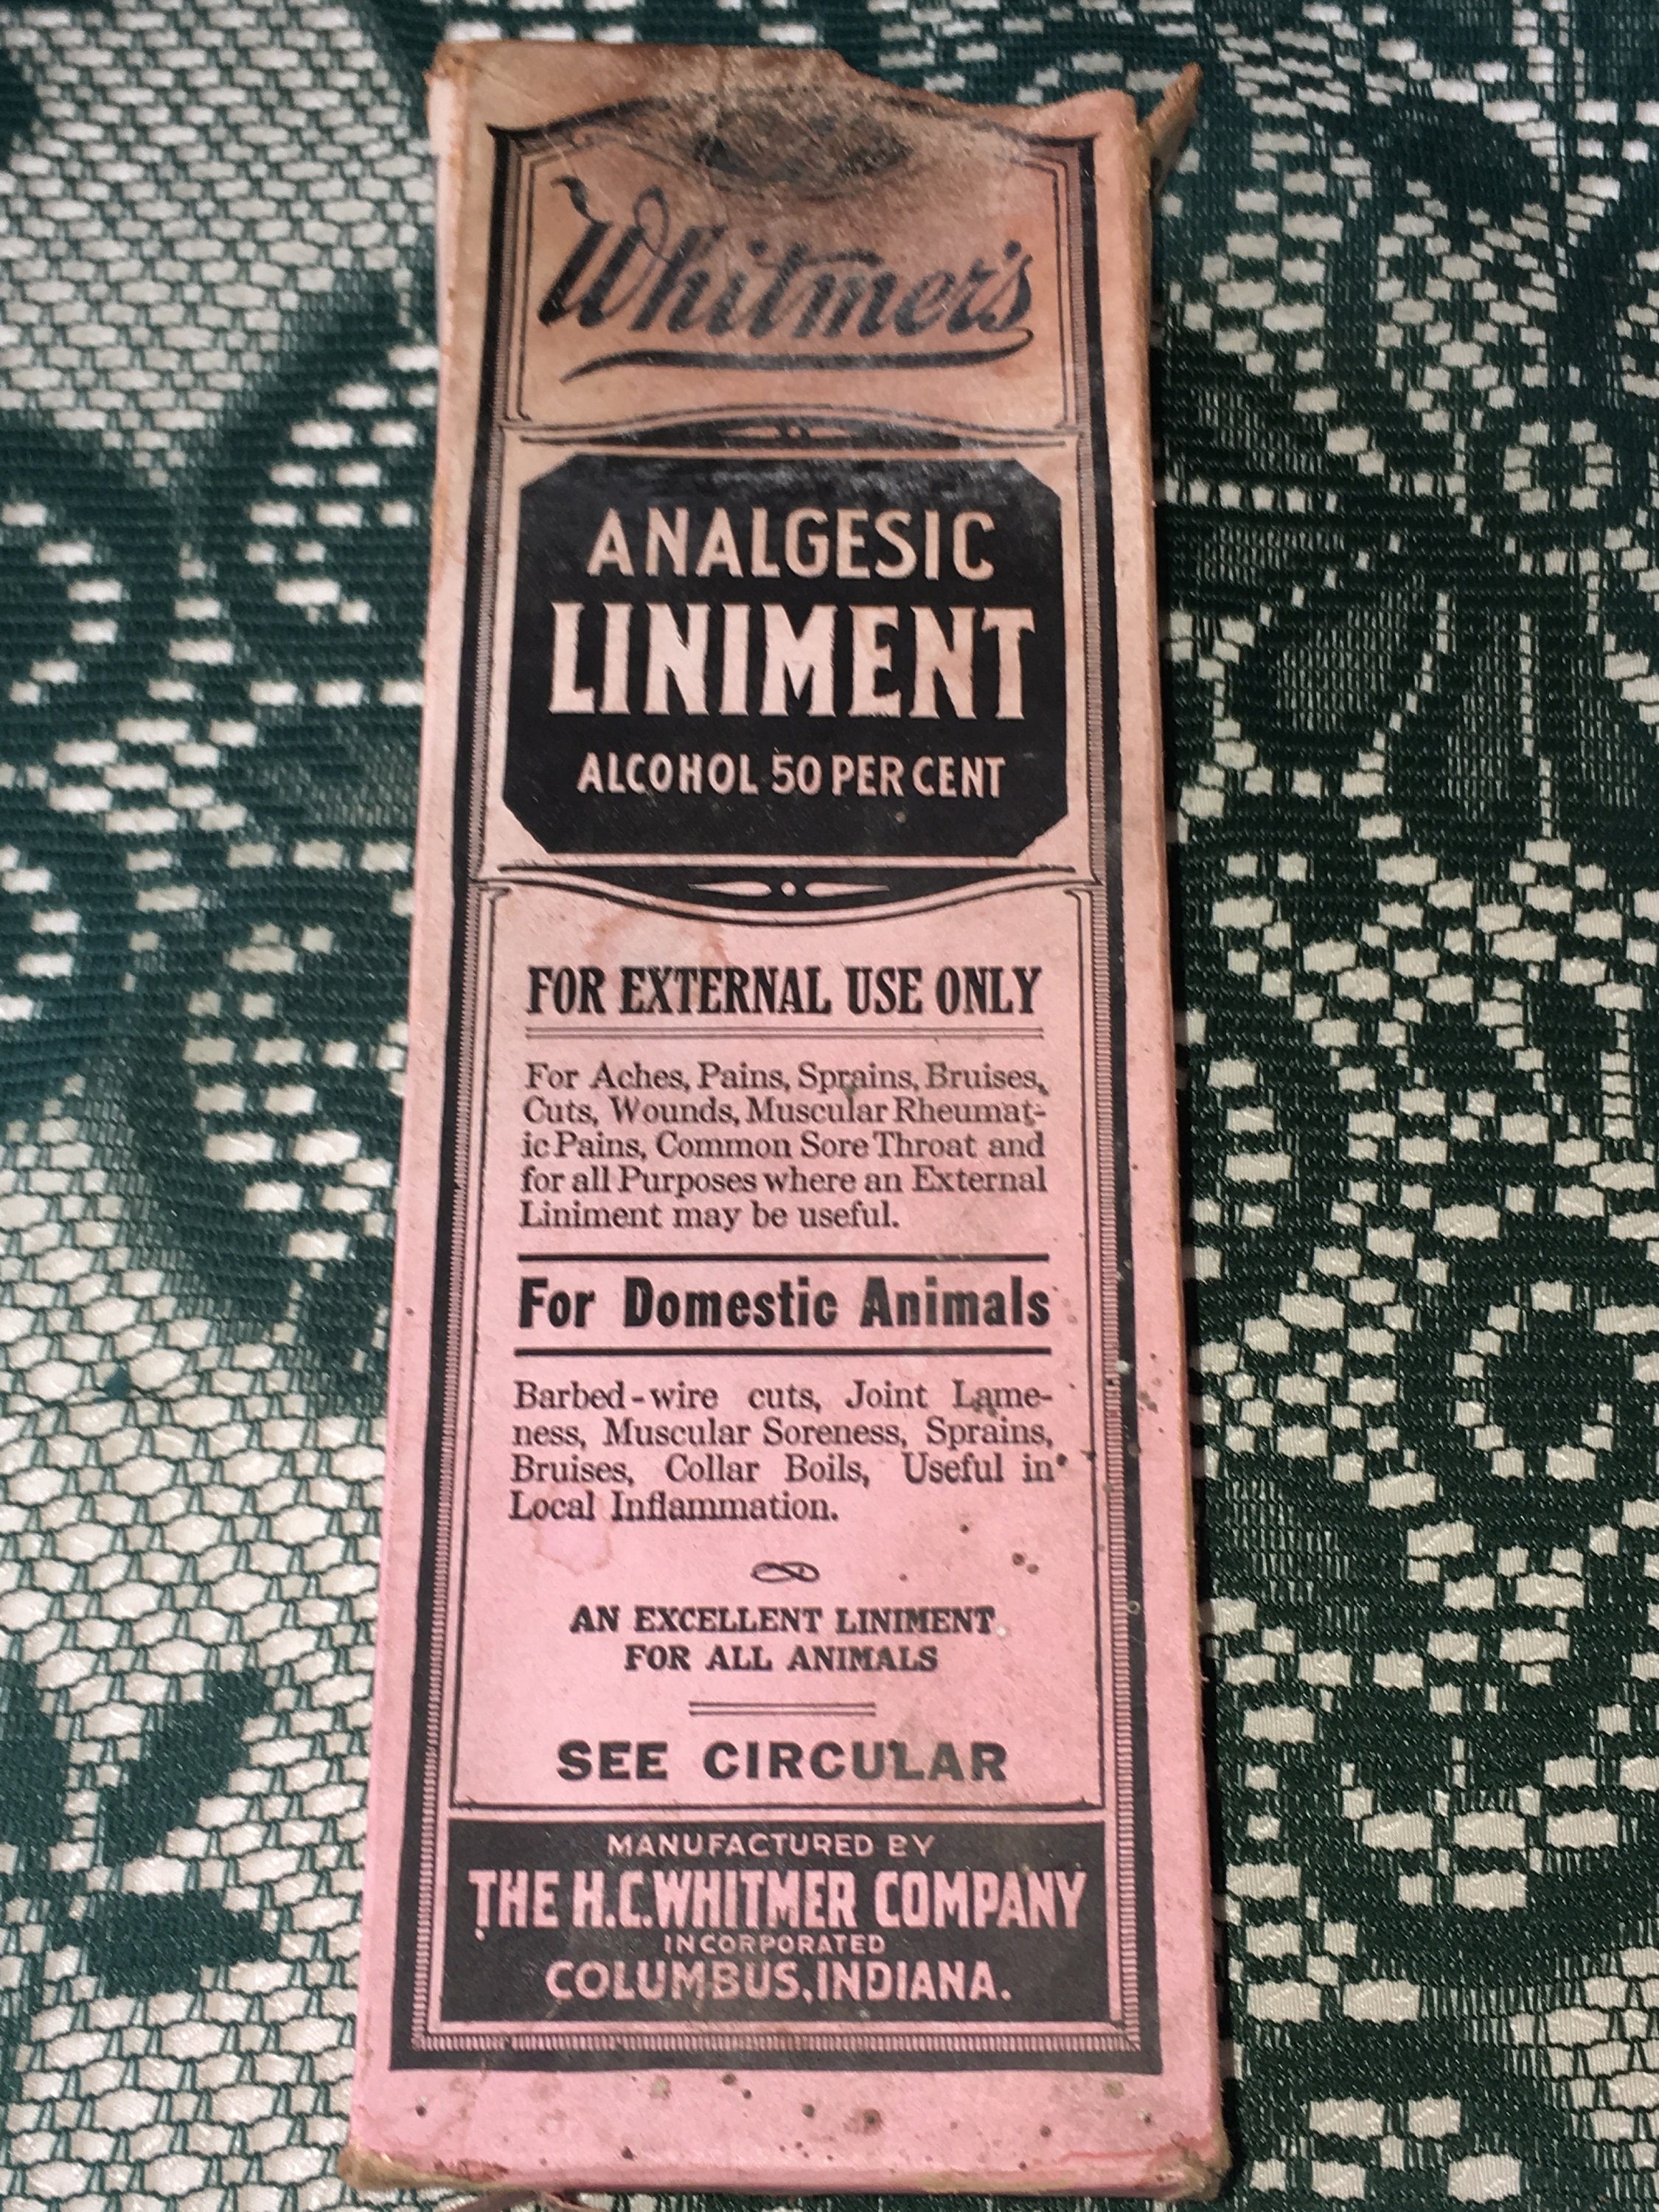 Whitmer's
ANALGESIC
LINIMENT
ALCOHOL 50 PER CENT
FOR EXTERNAL USE ONLY
For Aches, Pains, Sprains, Bruises,
Cuts, Wounds, Muscular Rheumat-
ic Pains, Common Sore Throat and
for all Purposes where an External
Liniment may be useful.
For Domestic Animals
Barbed-wire cuts, Joint Lame-
ness, Muscular Soreness, Sprains,
Bruises, Collar Boils, Useful in
Local Inflammation.
AN EXCELLENT LINIMENT
FOR ALL ANIMALS
SEE CIRCULAR
MANUFACTURED BY
THE H.C.WHITMER COMPANY
INCORPORATED
COLUMBUS, INDIANA.